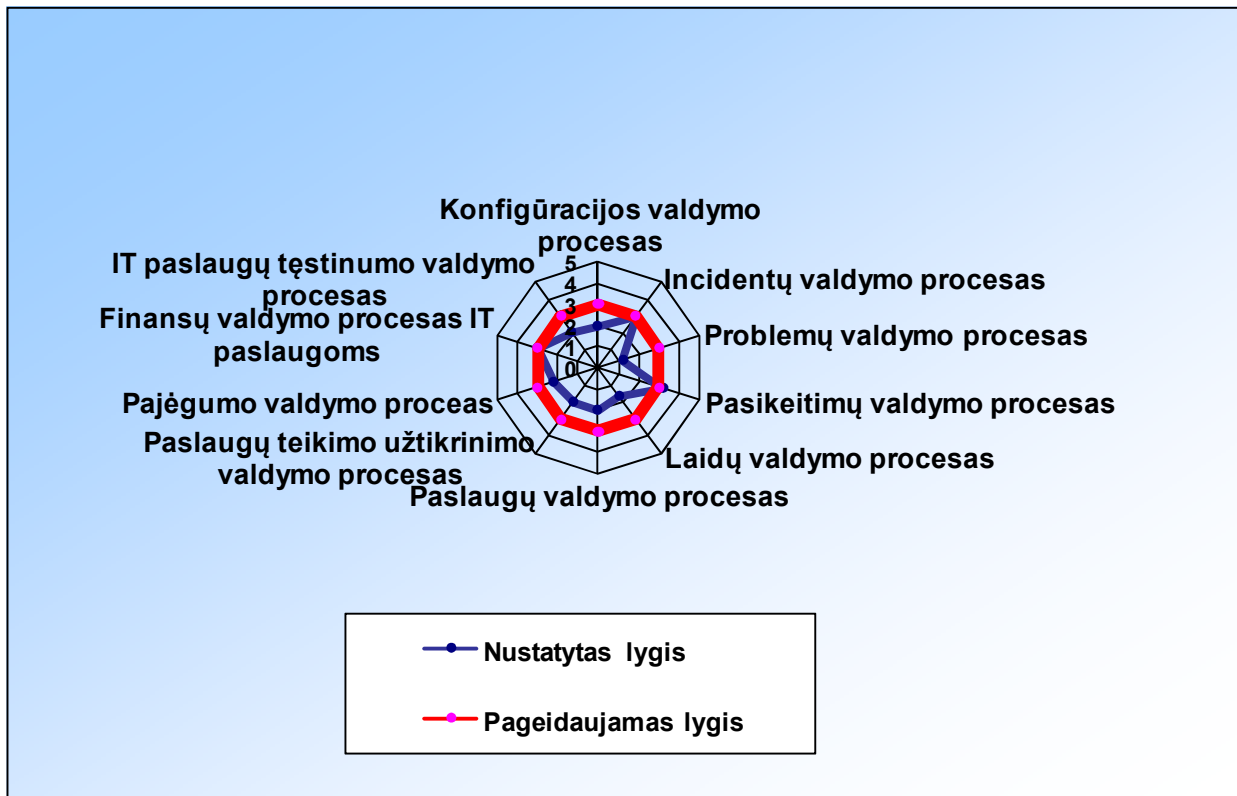 Konfigūracijos valdymo
procesas
IT paslaugų tęstinumo valdymo
procesas
Finansų valdymo procesas IT
paslaugoms
Pajėgumo valdymo proceas
Paslaugų teikimo užtikrinimo
valdymo procesas
Paslaugų valdymo procesas
Incidentų valdymo procesas
Problemų valdymo procesas
Pasikeitimų valdymo procesas
Laidų valdymo procesas
5
4
3
2
1
0
Nustatytas lygis
Pageidaujamas lygis